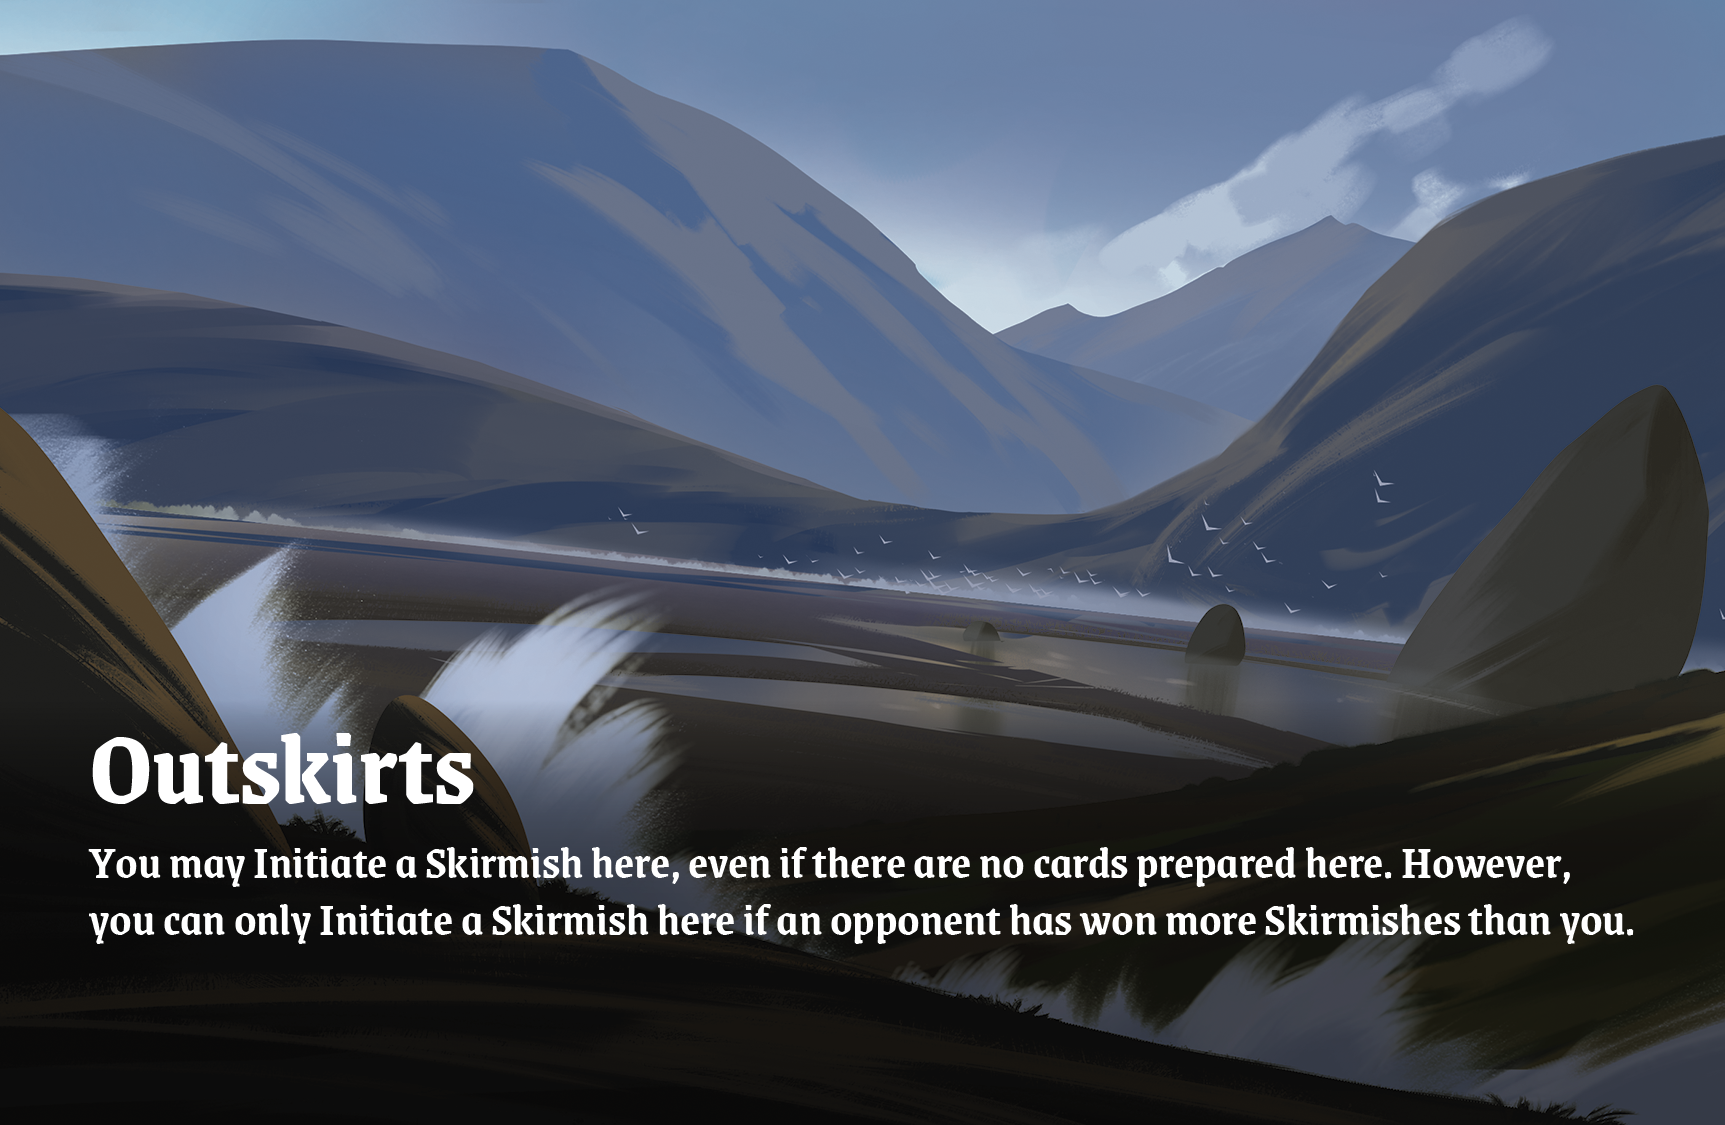 Outskirts
You may Initiate a Skirmish here, even if there are no cards prepared here. However,
you can only Initiate a Skirmish here if an opponent has won more Skirmishes than you.